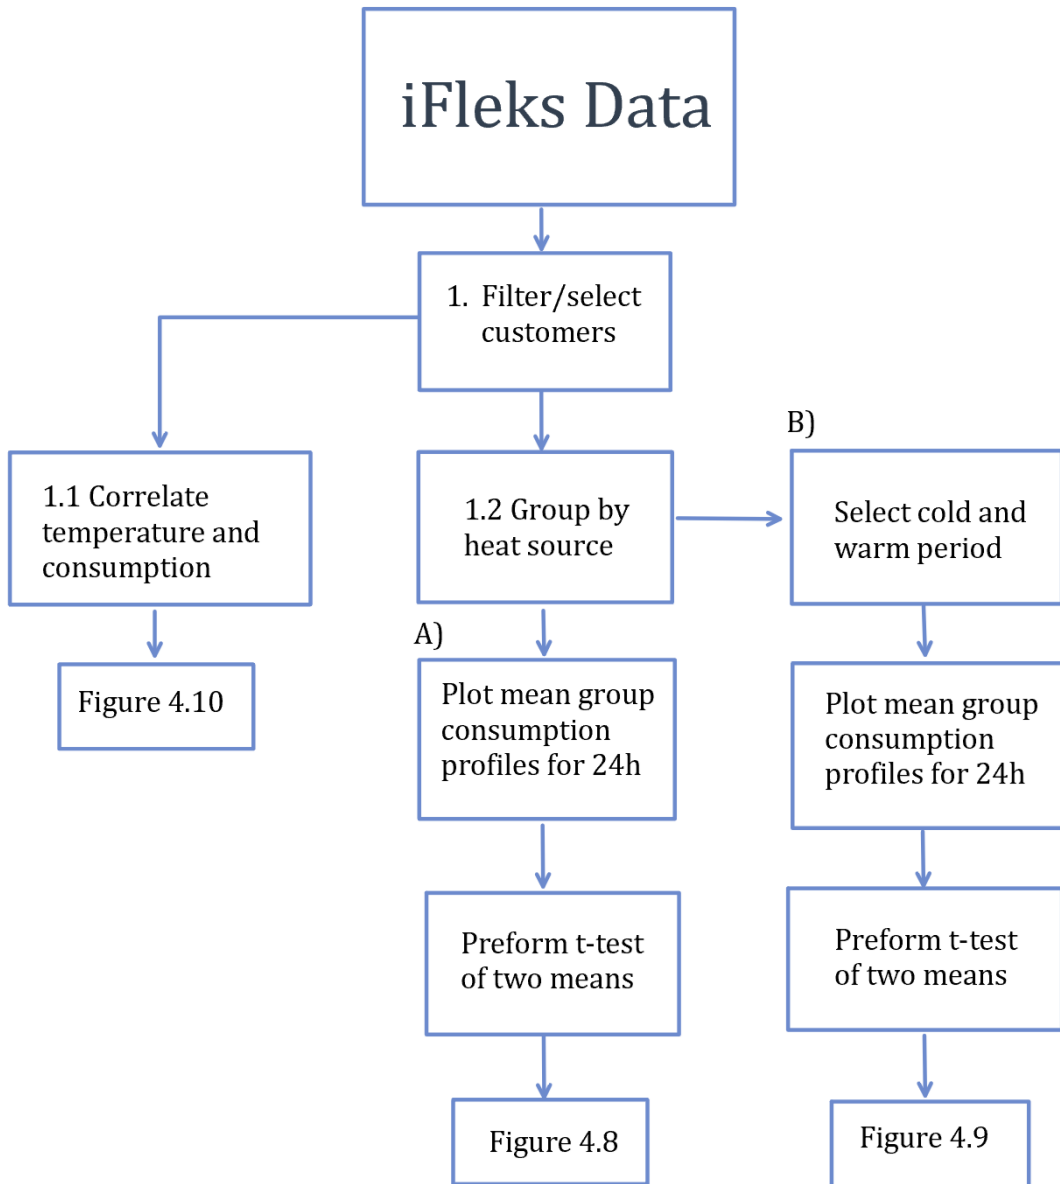 iFleks Data
1. Filter/select
customers
B)
1.1 Correlate
temperature and
consumption
1.2 Group by
heat source
Select cold and
warm period
A)
Figure 4.10
Plot mean group
consumption
profiles for 24h
Plot mean group
consumption
profiles for 24h
Preform t-test
of two means
Preform t-test
of two means
Figure 4.8
Figure 4.9